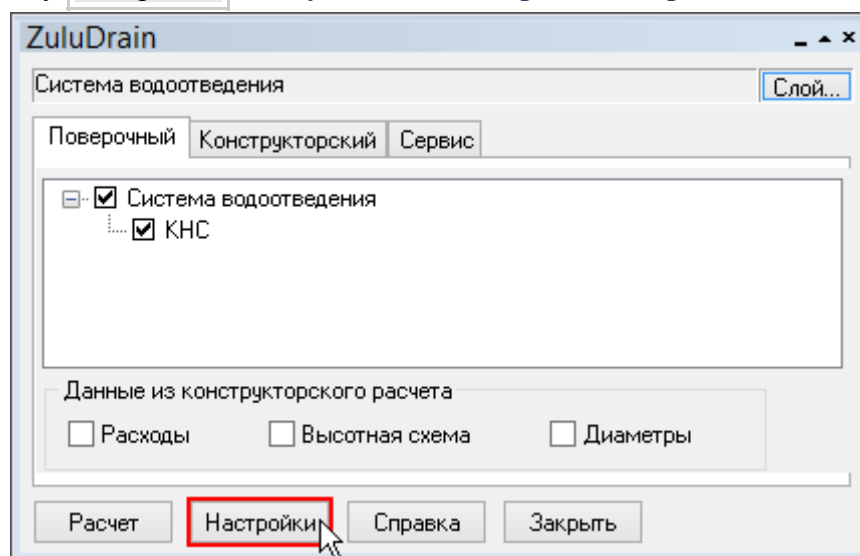 ZuluDrain
Система водоотведения Слой...
Поверочный Конструкторский Сервис
Система водоотведения
КНС
Данные из конструкторского расчета
Расходы Высотная схема Диаметры
Расчет Настройки Справка Закрыть